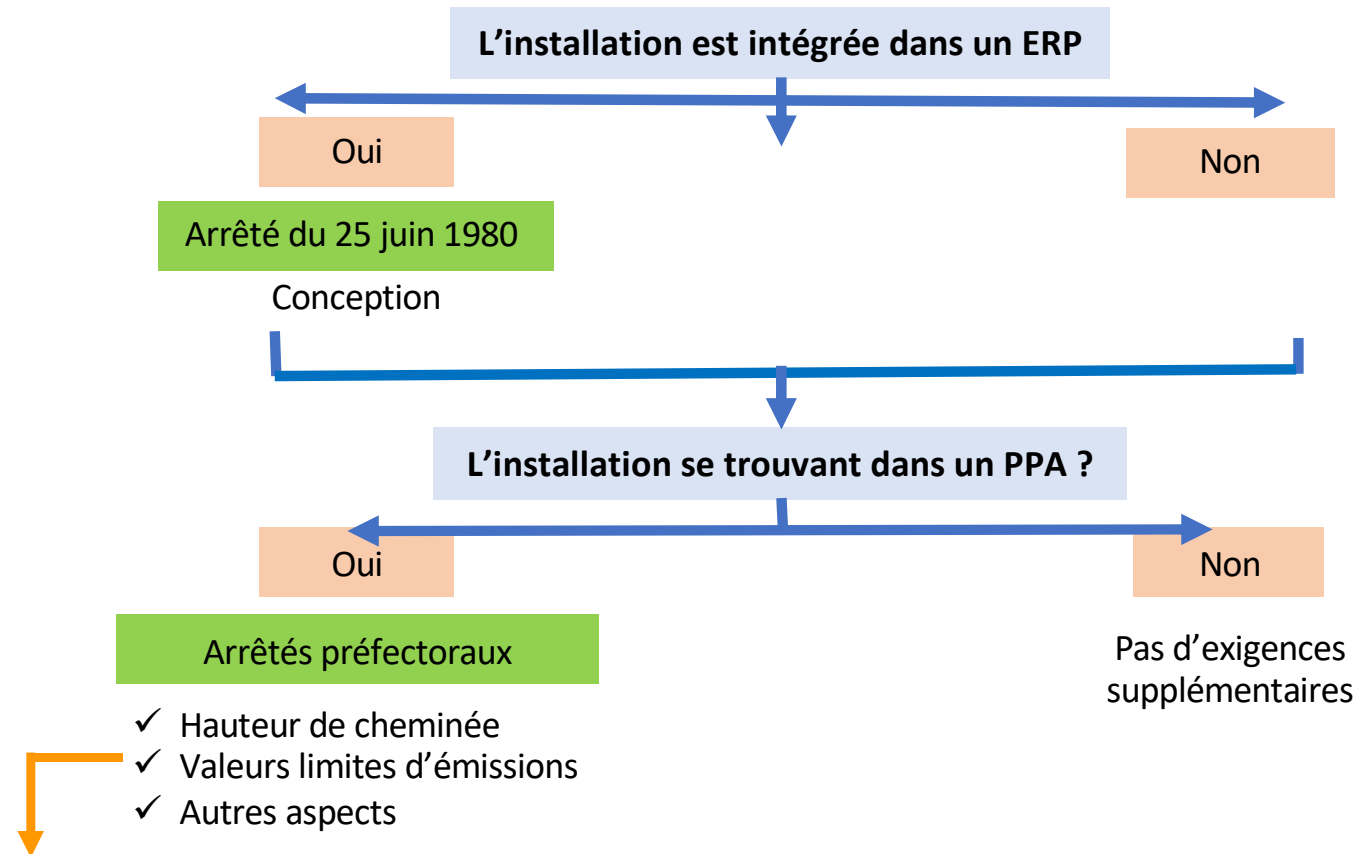 L’installation est intégrée dans un ERP
Oui
Non
Arrêté du 25 juin 1980
Conception
L’installation se trouvant dans un PPA ?
Oui
Non
Arrêtés préfectoraux
Pas d’exigences
supplémentaires
✓ Hauteur de cheminée
✓ Valeurs limites d’émissions
✓ Autres aspects